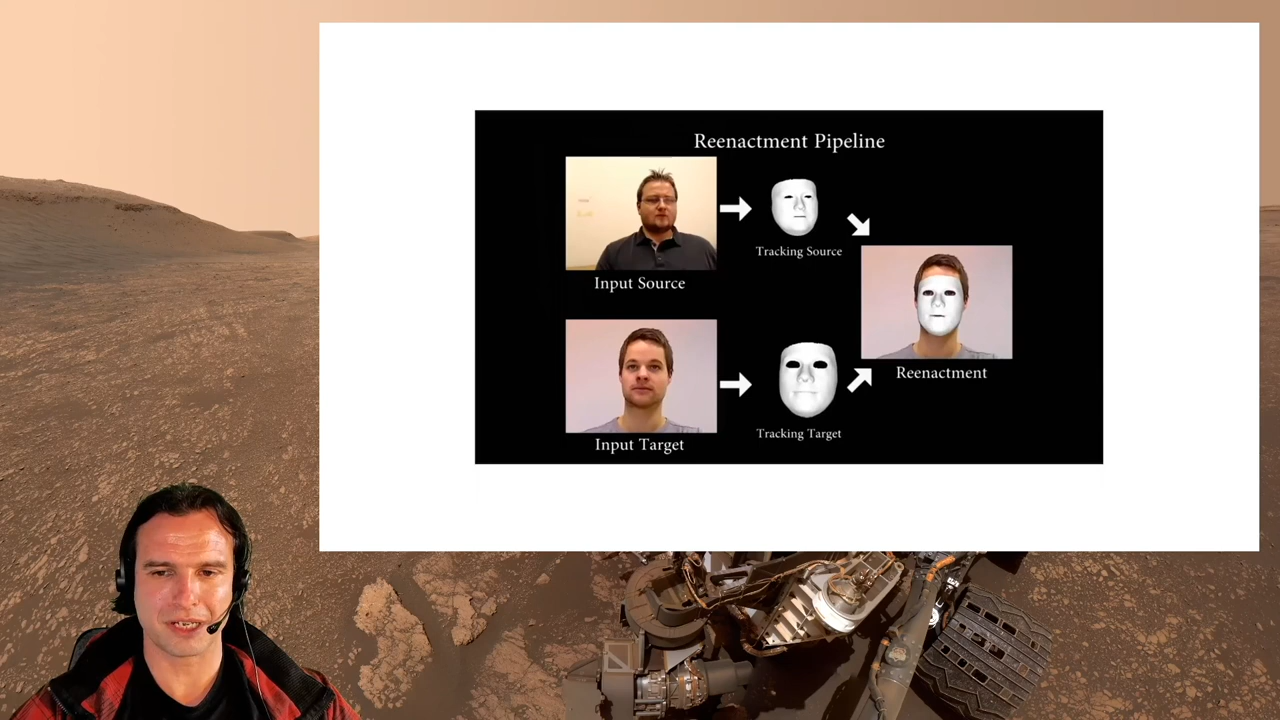 Reenactment Pipeline
Tracking Source
Input Source
Reenactment
Tracking Target
Input Target